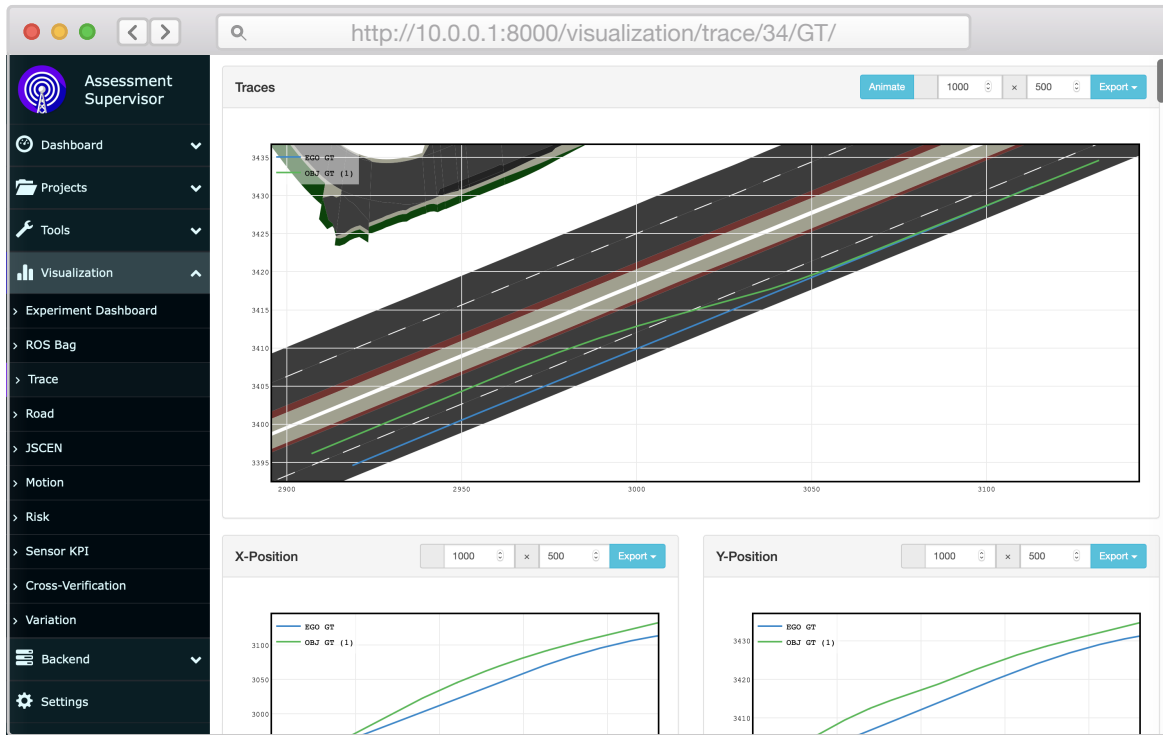 http://10.0.0.1:8000/visualization/trace/34/GT/
Assessment
Supervisor
Dashboard
Projects
Tools
Visualization
Experiment Dashboard
ROS Bag
Trace
Road
JSCEN
Motion
Risk
Sensor KPI
Cross-Verification
Variation
Backend
Settings
Traces
Animate
1000
×
500
Export
EGO GT
OBJ GT (1)
3435
3430
3425
3420
3415
3410
3405
3400
3395
2900
2950
3000
3050
3100
X-Position
1000
×
500
Export
EGO GT
OBJ GT (1)
3100
3050
3000
Y-Position
1000
×
500
Export
EGO GT
OBJ GT (1)
3430
3420
3410